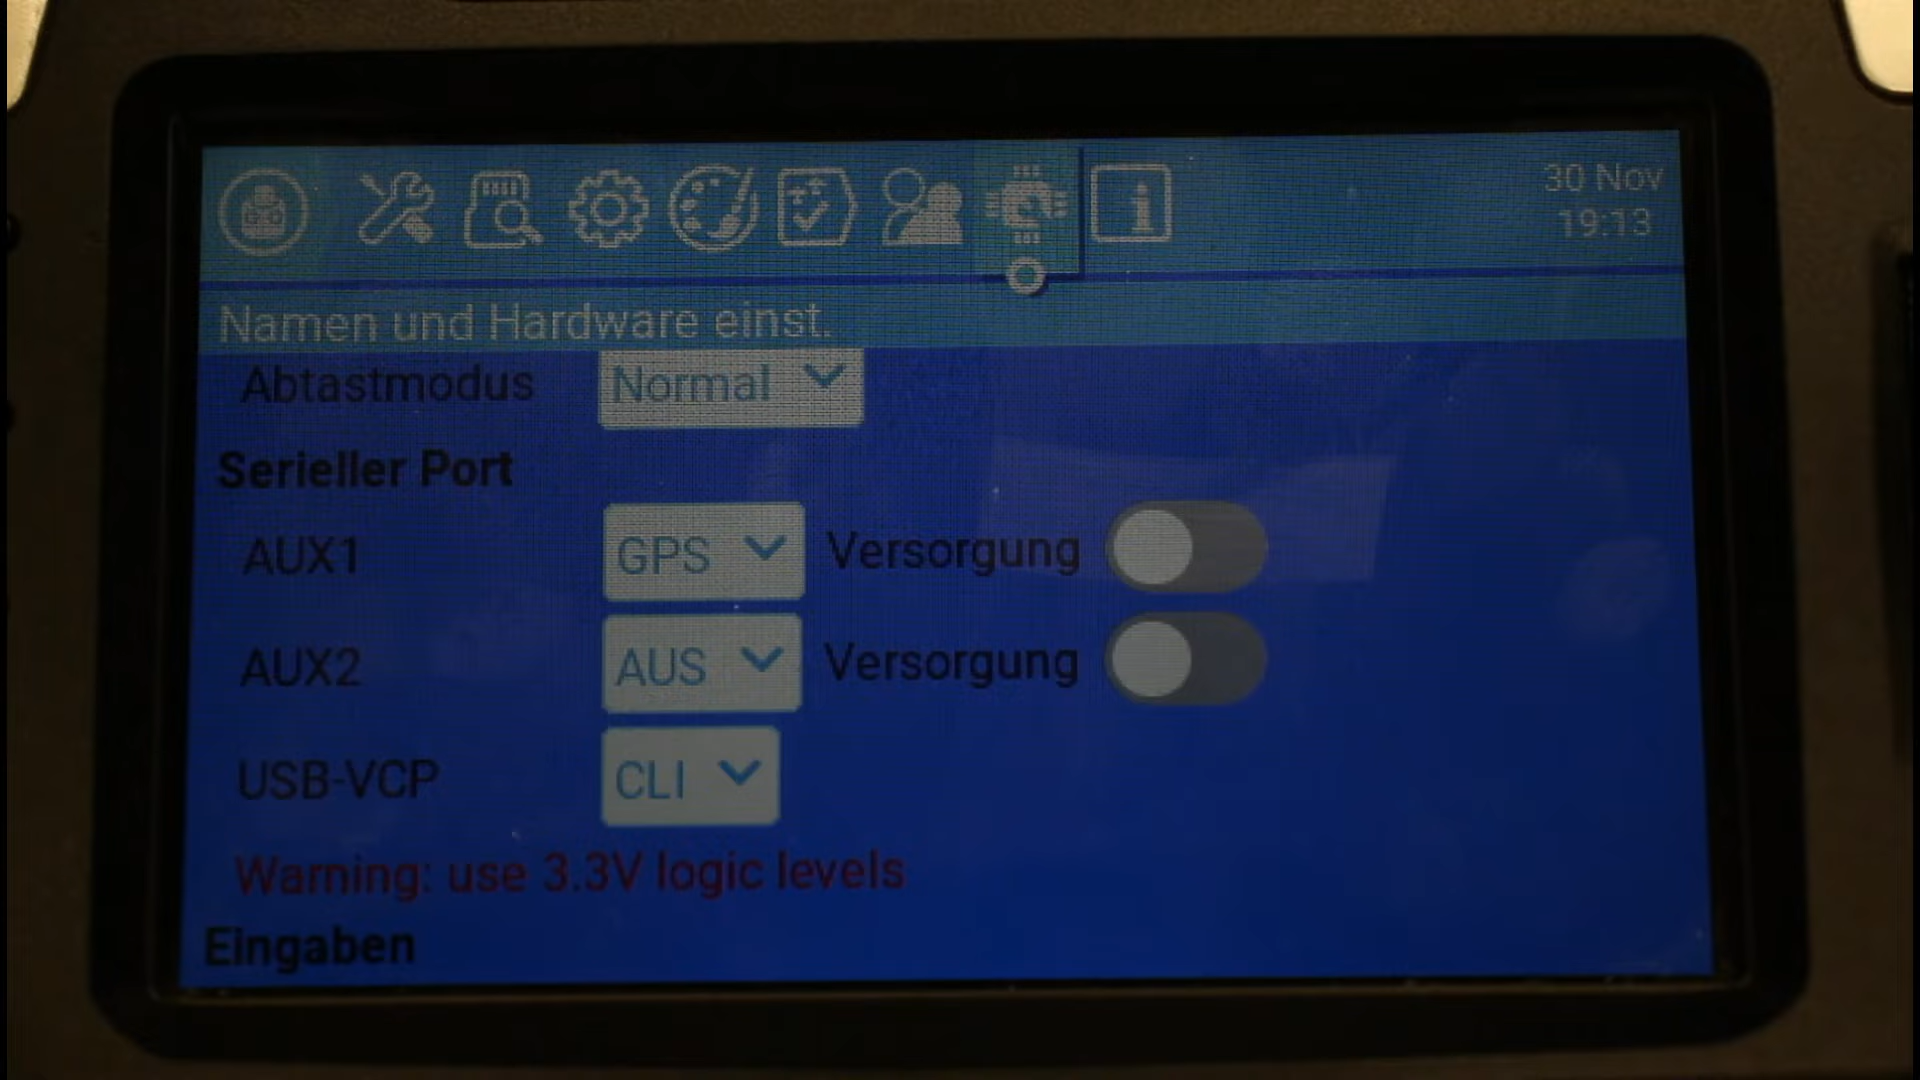 30 Nov
19:13
Namen und Hardware einst.
Abtastmodus Normal
Serieller Port
AUX1 GPS Versorgung
AUX2 AUS Versorgung
USB-VCP CLI
Warning: use 3.3V logic levels
Eingaben